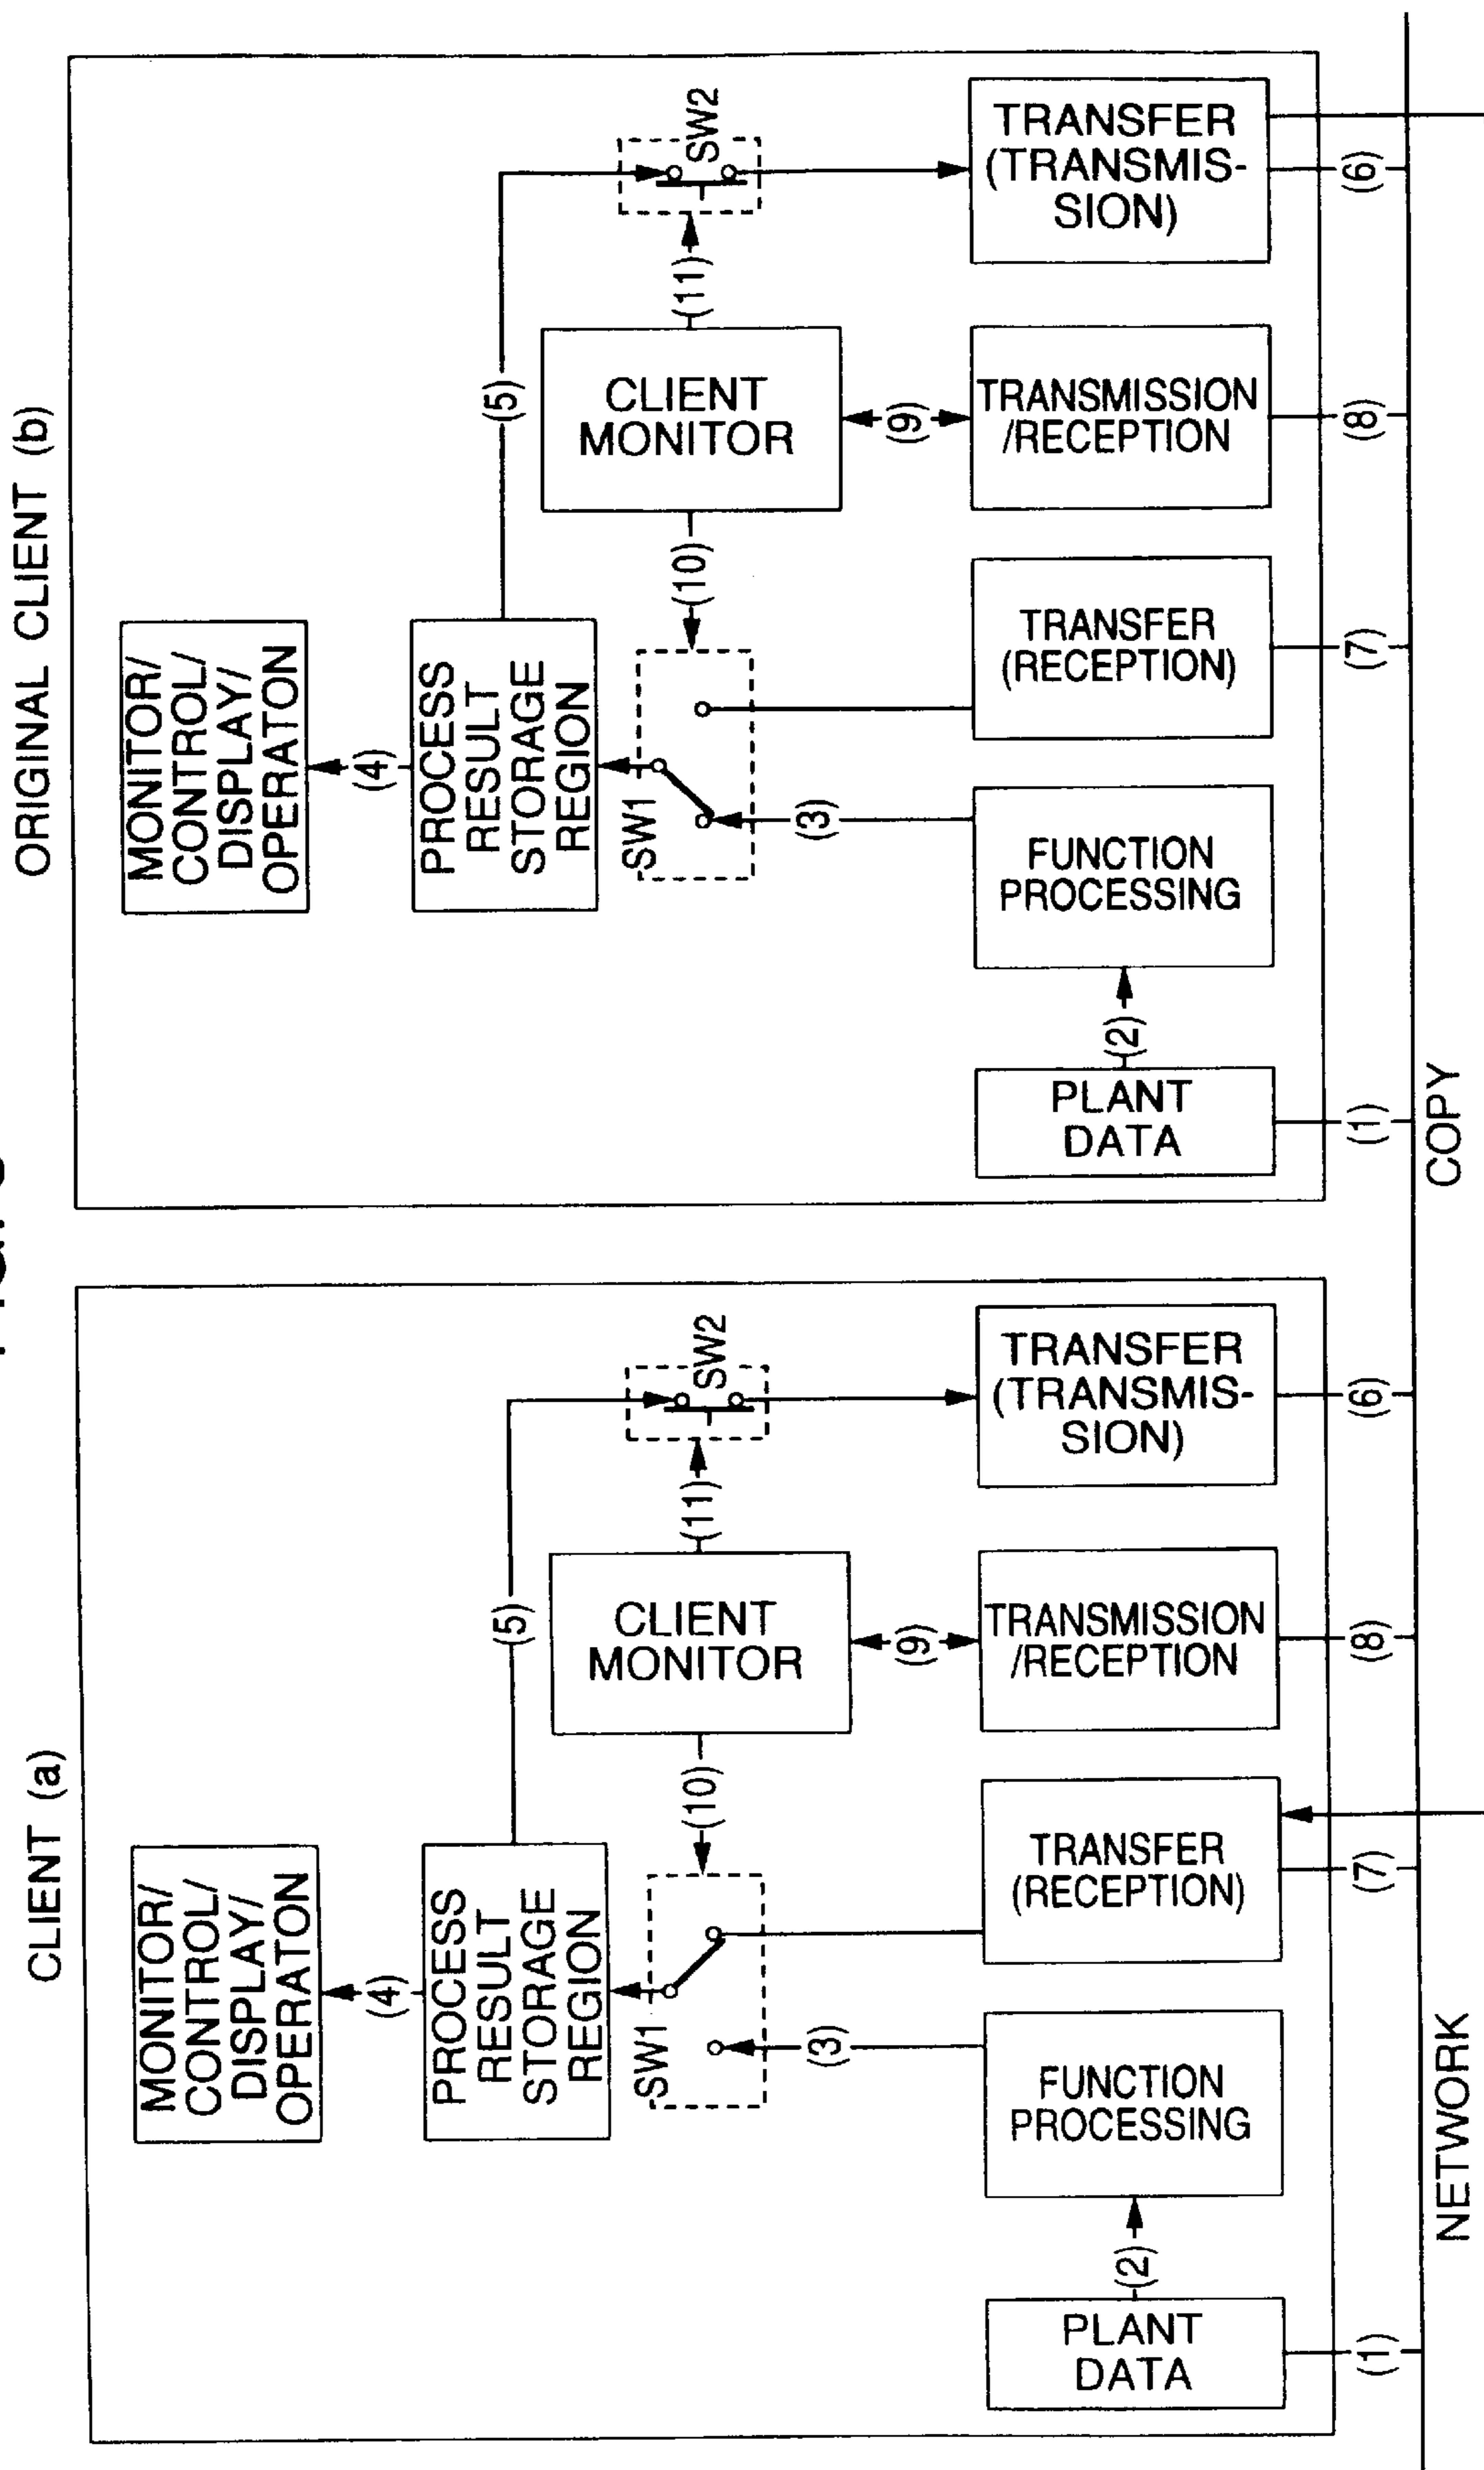 CLIENT (a)
MONITOR/
CONTROL/
DISPLAY/
OPERATON
(4)
PROCESS
RESULT
STORAGE
REGION
(5)
SW1
(10)
CLIENT
MONITOR
(11)
SW2
(3)
(9)
PLANT
DATA
(2)
FUNCTION
PROCESSING
TRANSFER
(RECEPTION)
TRANSMISSION
/RECEPTION
TRANSFER
(TRANSMIS-
SION)
(1)
(7)
(8)
(6)
NETWORK
ORIGINAL CLIENT (b)
MONITOR/
CONTROL/
DISPLAY/
OPERATON
(4)
PROCESS
RESULT
STORAGE
REGION
(5)
SW1
(10)
CLIENT
MONITOR
(11)
SW2
(3)
(9)
PLANT
DATA
(2)
FUNCTION
PROCESSING
TRANSFER
(RECEPTION)
TRANSMISSION
/RECEPTION
TRANSFER
(TRANSMIS-
SION)
(1)
(7)
(8)
(6)
COPY